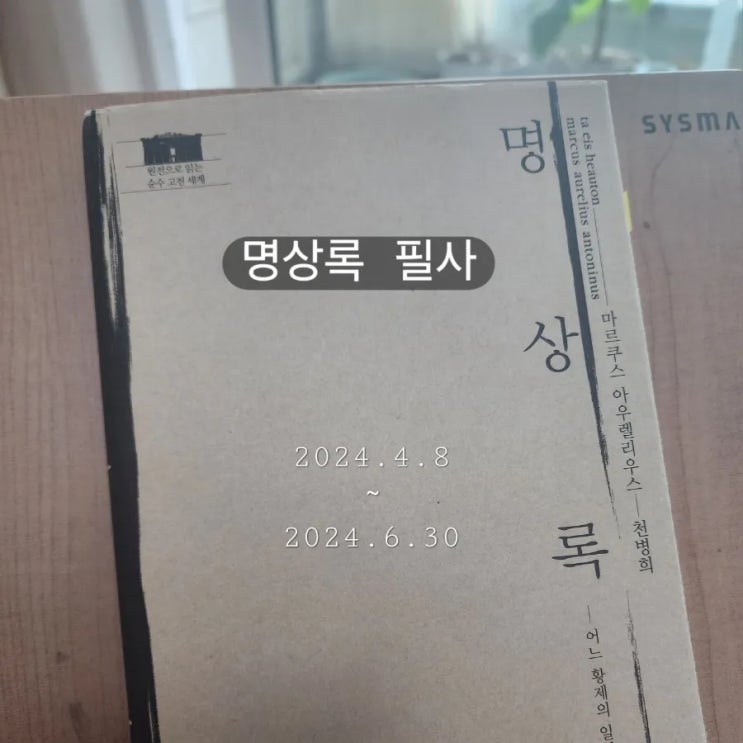 원전으로 읽는
순수 고전 세계
명
상
록
ta eis heauton
marcus aurelius antoninus
마르쿠스 아우렐리우스 — 천병희
— 어느 황제의
SYSMA
명상록 필사
2024.4.8
~
2024.6.30